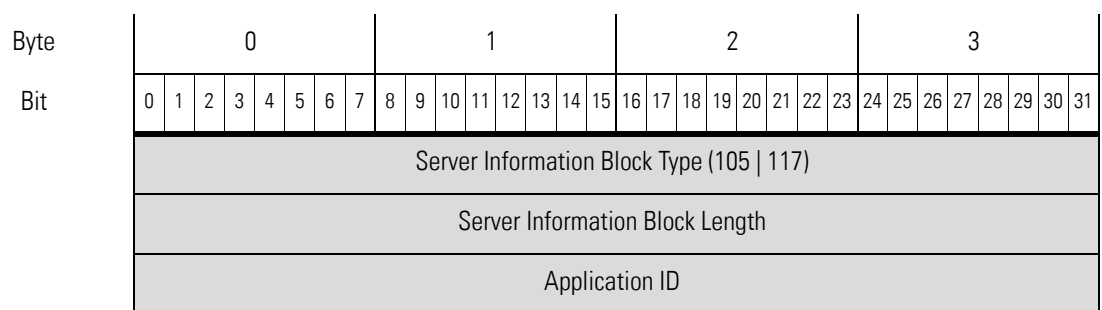 Byte 0 1 2 3
Bit 0 1 2 3 4 5 6 7 8 9 10 11 12 13 14 15 16 17 18 19 20 21 22 23 24 25 26 27 28 29 30 31
Server Information Block Type (105 | 117)
Server Information Block Length
Application ID